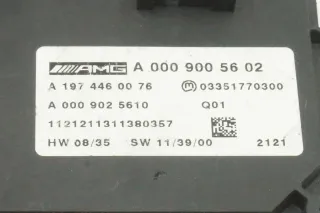 AMG A 000 900 56 02
A 197 446 00 76 m 03351770300
A 000 902 5610 Q01
1121211311380357
HW 08/35 SW 11/39/00 2121